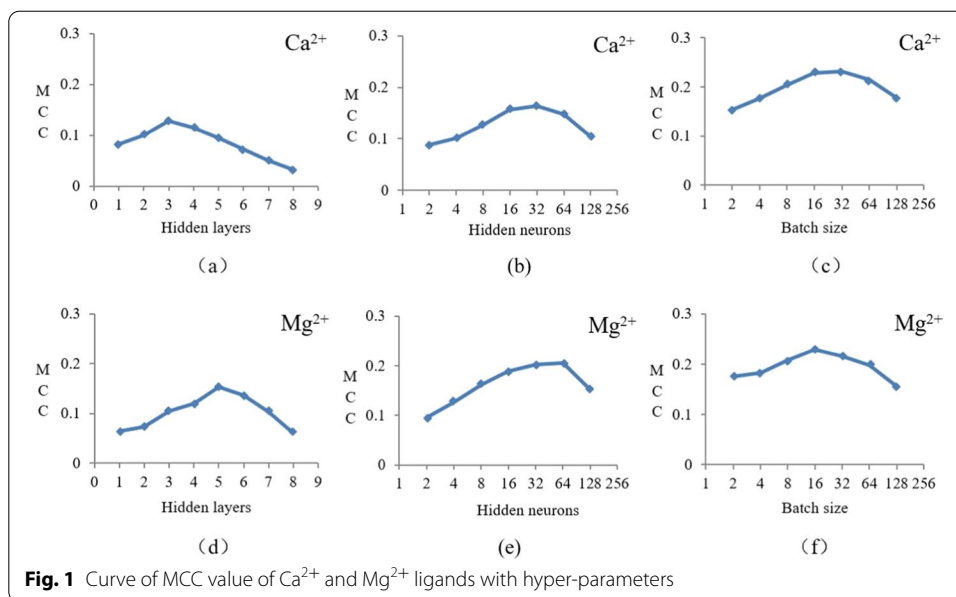 Ca²⁺
0.3
0.2
0.1
0
M
C
C
0 1 2 3 4 5 6 7 8 9
Hidden layers
（a）
Ca²⁺
0.3
0.2
0.1
0
M
C
C
1 2 4 8 16 32 64 128 256
Hidden neurons
(b)
Ca²⁺
0.3
0.2
0.1
0
M
C
C
1 2 4 8 16 32 64 128 256
Batch size
（c）
Mg²⁺
0.3
0.2
0.1
0
M
C
C
0 1 2 3 4 5 6 7 8 9
Hidden layers
（d）
Mg²⁺
0.3
0.2
0.1
0
M
C
C
1 2 4 8 16 32 64 128 256
Hidden neurons
(e)
Mg²⁺
0.3
0.2
0.1
0
M
C
C
1 2 4 8 16 32 64 128 256
Batch size
（f）
Fig. 1 Curve of MCC value of Ca²⁺ and Mg²⁺ ligands with hyper-parameters